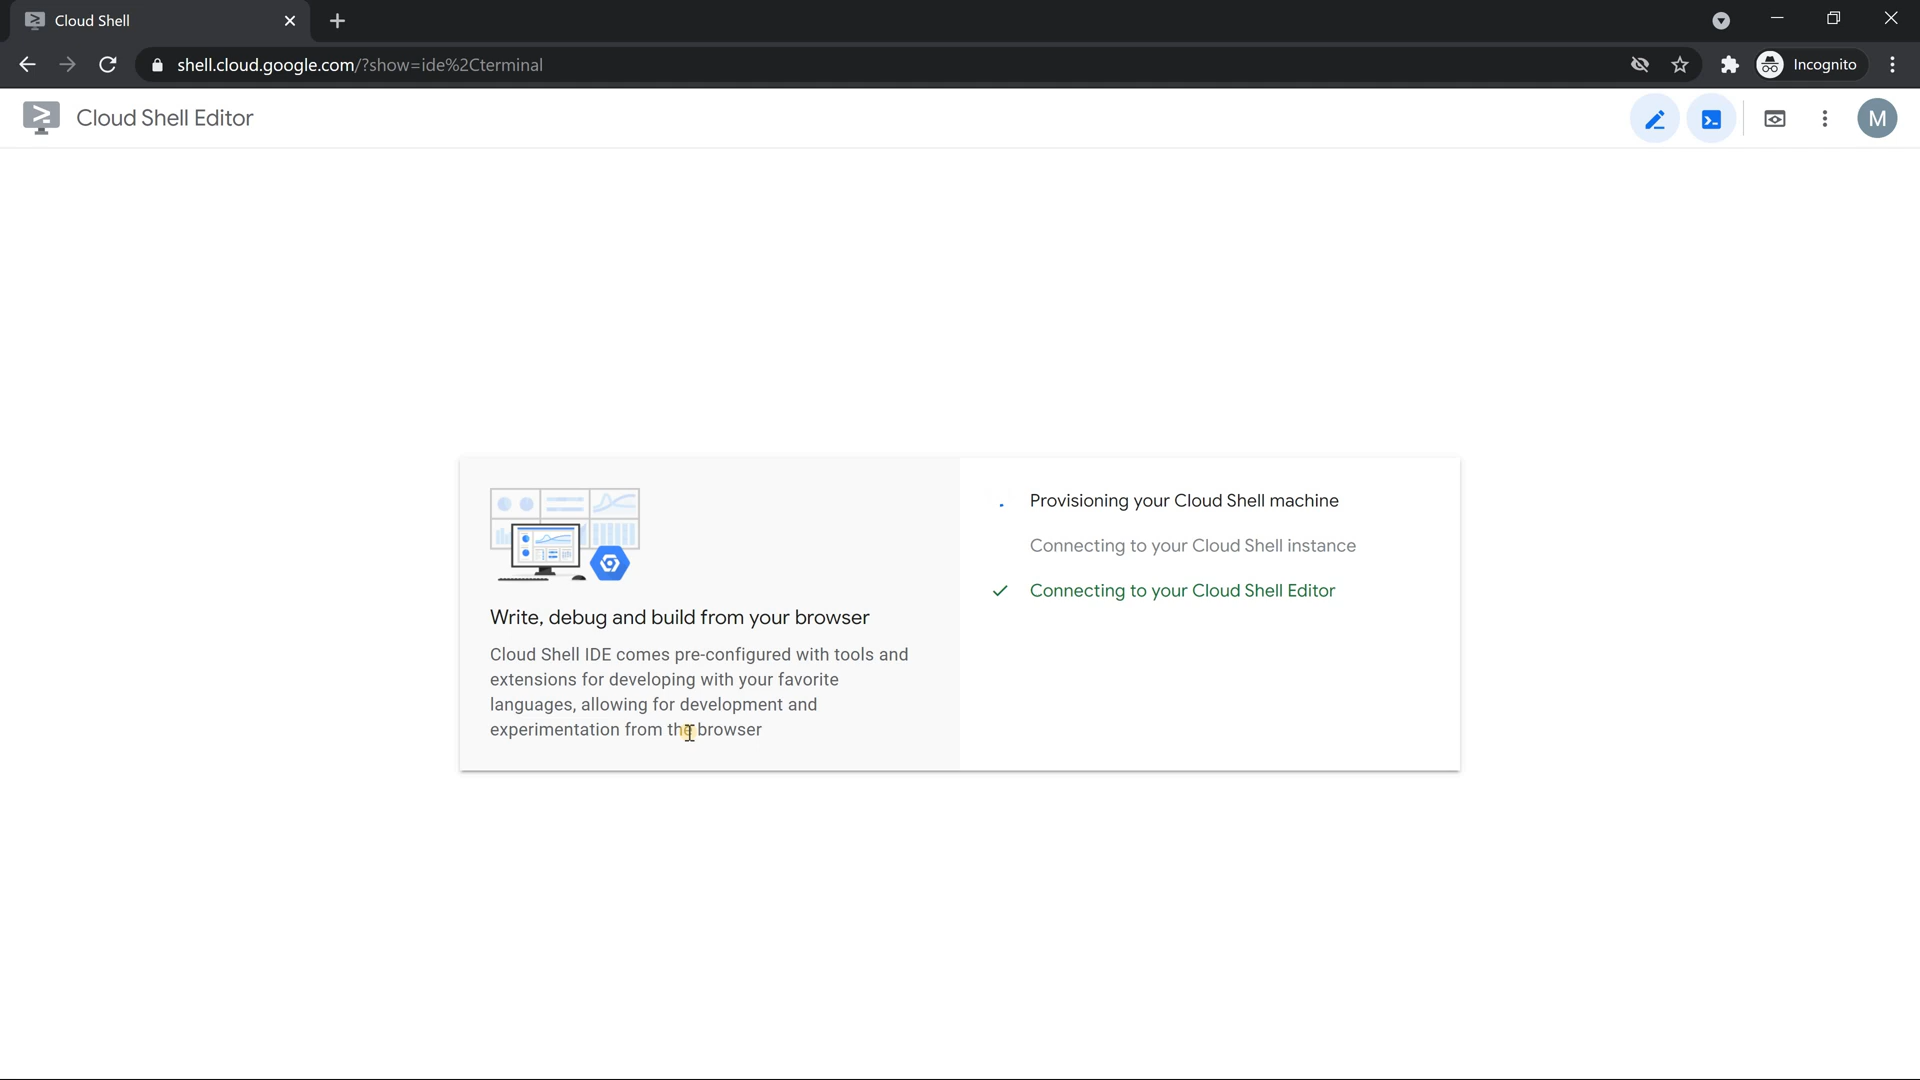 Cloud Shell
shell.cloud.google.com/?show=ide%2Cterminal
Incognito
Cloud Shell Editor
M
Provisioning your Cloud Shell machine
Connecting to your Cloud Shell instance
Connecting to your Cloud Shell Editor
Write, debug and build from your browser
Cloud Shell IDE comes pre-configured with tools and
extensions for developing with your favorite
languages, allowing for development and
experimentation from the browser